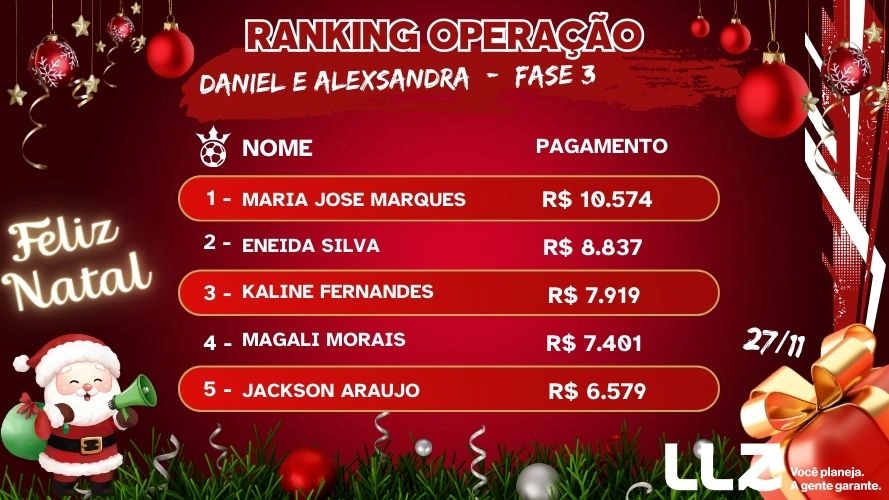 RANKING OPERAÇÃO
DANIEL E ALEXSANDRA - FASE 3
NOME PAGAMENTO
1 - MARIA JOSE MARQUES R$ 10.574
2 - ENEIDA SILVA R$ 8.837
3 - KALINE FERNANDES R$ 7.919
4 - MAGALI MORAIS R$ 7.401
5 - JACKSON ARAUJO R$ 6.579
Feliz
Natal
27/11
LLZ
Você planeja.
A gente garante.